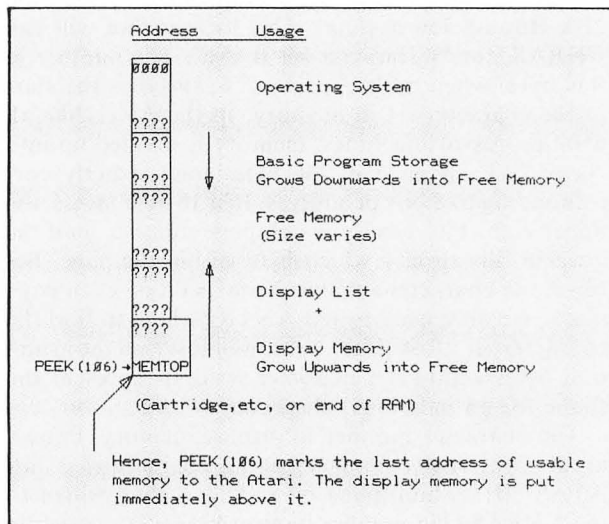 Address Usage
0000
Operating System
????
????
Basic Program Storage
???? Grows Downwards into Free Memory
????
Free Memory
(Size varies)
????
????
Display List
+
????
????
Display Memory
PEEK(106)→MEMTOP Grow Upwards into Free Memory
(Cartridge,etc, or end of RAM)
Hence, PEEK(106) marks the last address of usable
memory to the Atari. The display memory is put
immediately above it.